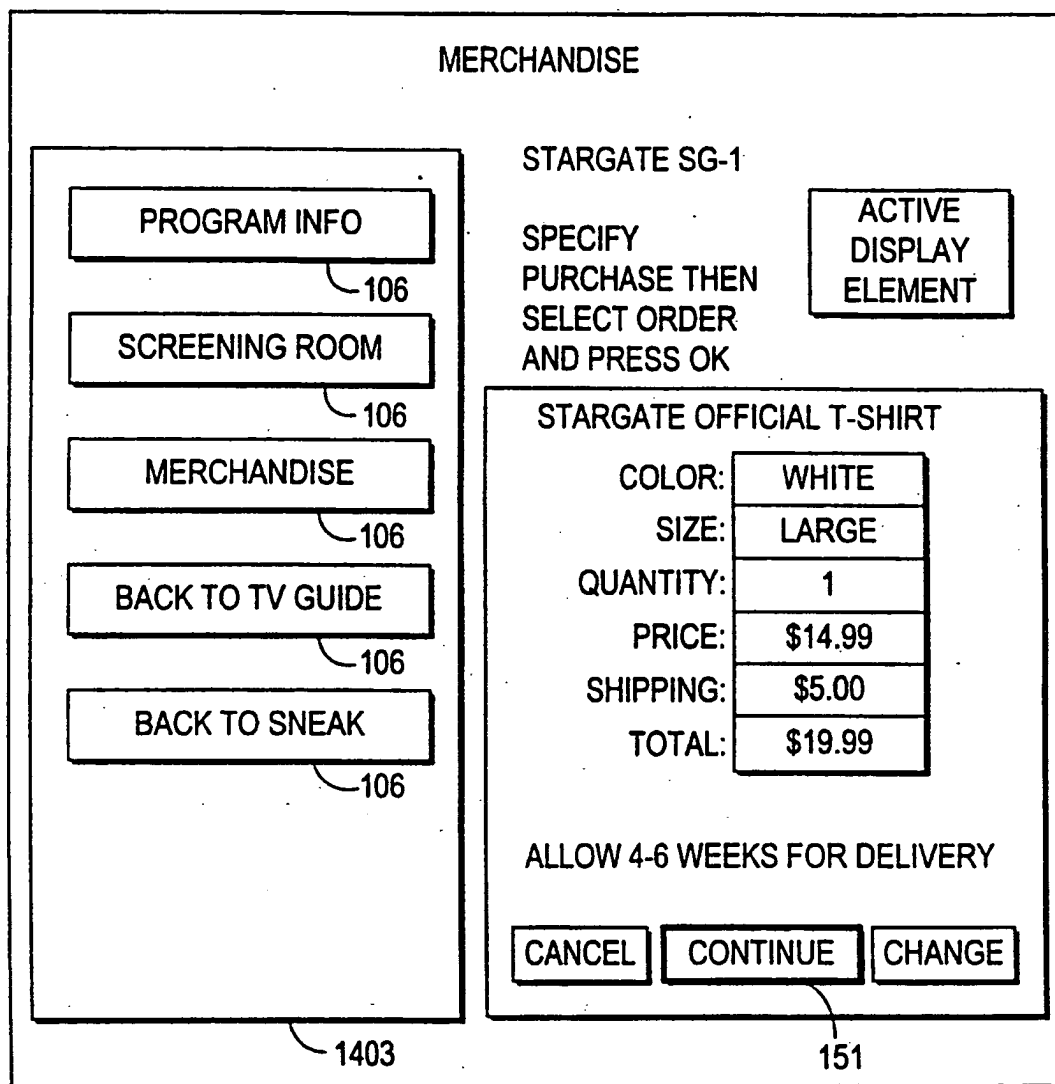 MERCHANDISE
PROGRAM INFO
106
SCREENING ROOM
106
MERCHANDISE
106
BACK TO TV GUIDE
106
BACK TO SNEAK
106
1403
STARGATE SG-1
SPECIFY
PURCHASE THEN
SELECT ORDER
AND PRESS OK
ACTIVE
DISPLAY
ELEMENT
STARGATE OFFICIAL T-SHIRT
COLOR: WHITE
SIZE: LARGE
QUANTITY: 1
PRICE: $14.99
SHIPPING: $5.00
TOTAL: $19.99
ALLOW 4-6 WEEKS FOR DELIVERY
CANCEL CONTINUE CHANGE
151